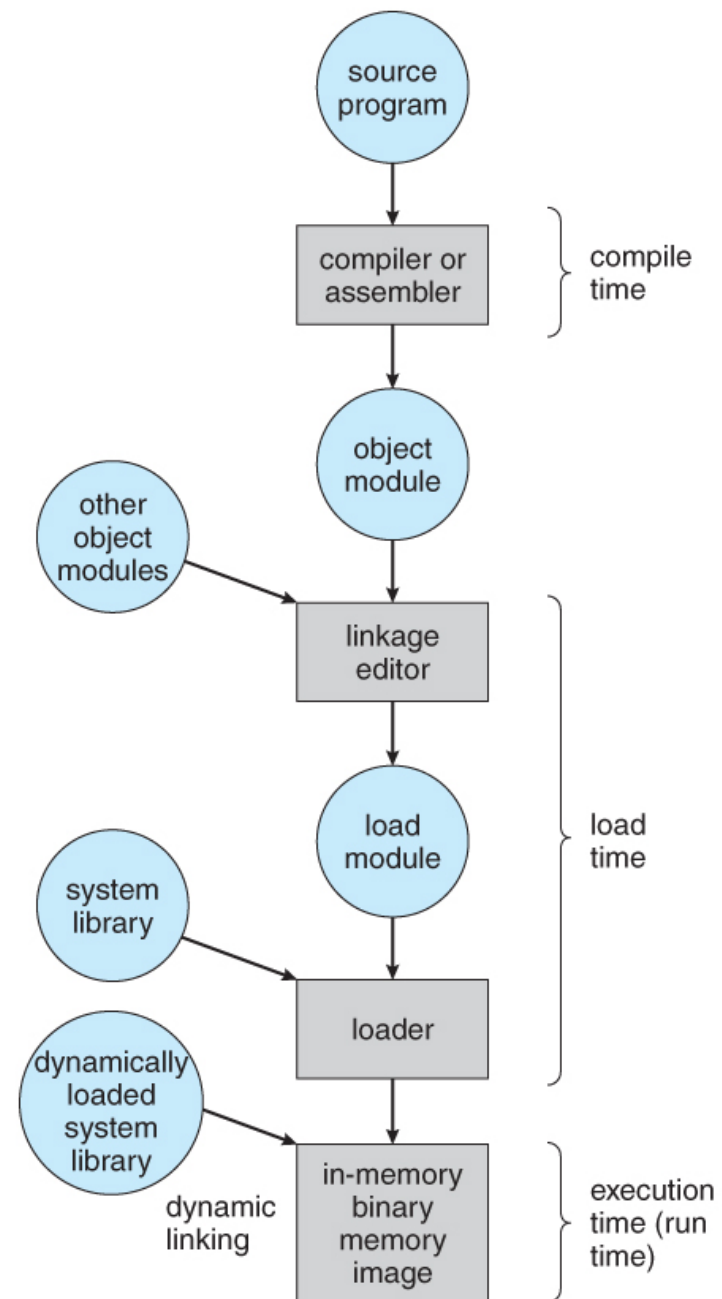 source
program
compiler or
assembler
compile
time
object
module
other
object
modules
linkage
editor
load
module
load
time
system
library
loader
dynamically
loaded
system
library
dynamic
linking
in-memory
binary
memory
image
execution
time (run
time)